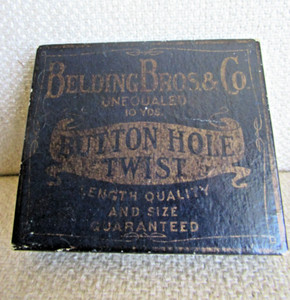 BELDING BROS. & CO.
UNEQUALED
10 YDS.
BUTTON HOLE
TWIST
LENGTH QUALITY
AND SIZE
GUARANTEED